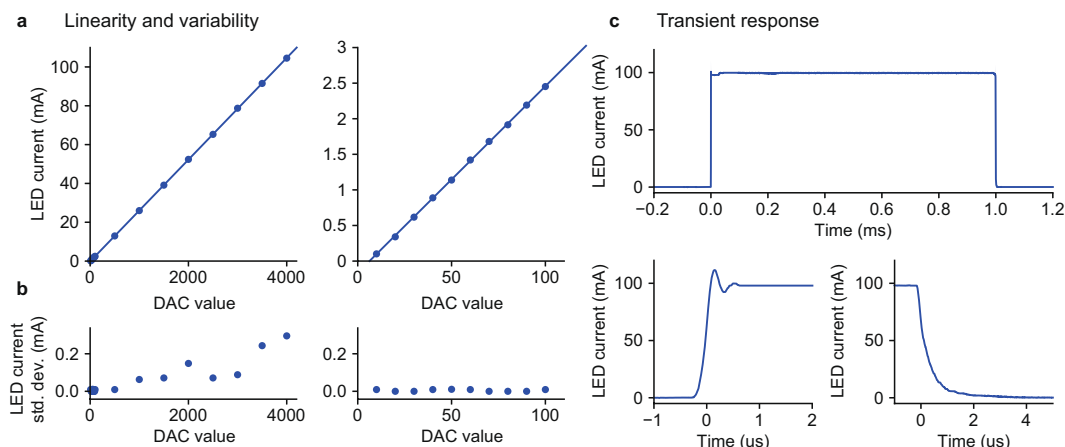 a Linearity and variability
LED current (mA)
100
80
60
40
20
0
0 2000 4000
DAC value
3
2.5
2
1.5
1
0.5
0
0 50 100
DAC value
b
LED current
std. dev. (mA)
0.2
0.0
0 2000 4000
DAC value
0.2
0.0
0 50 100
DAC value
c Transient response
LED current (mA)
100
50
0
−0.2 0.0 0.2 0.4 0.6 0.8 1.0 1.2
Time (ms)
LED current (mA)
100
50
0
−1 0 1 2
Time (us)
LED current (mA)
100
50
0
0 2 4
Time (us)